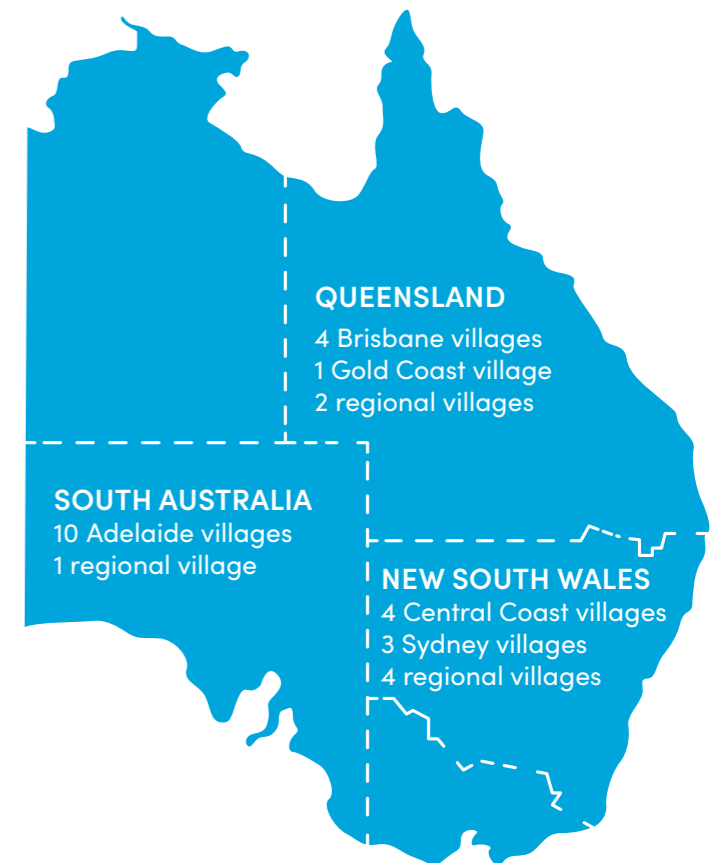 QUEENSLAND
4 Brisbane villages
1 Gold Coast village
2 regional villages
SOUTH AUSTRALIA
10 Adelaide villages
1 regional village
NEW SOUTH WALES
4 Central Coast villages
3 Sydney villages
4 regional villages